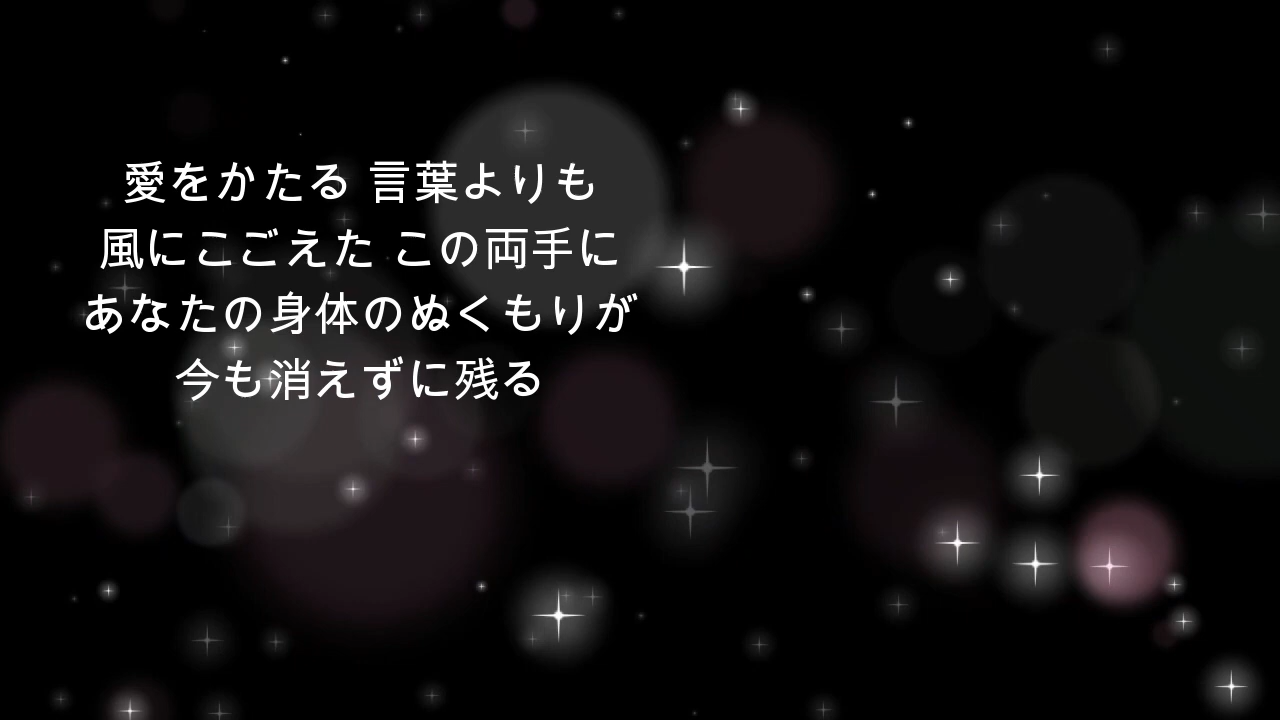 愛をかたる 言葉よりも
風にこごえた この両手に
あなたの身体のぬくもりが
今も消えずに残る